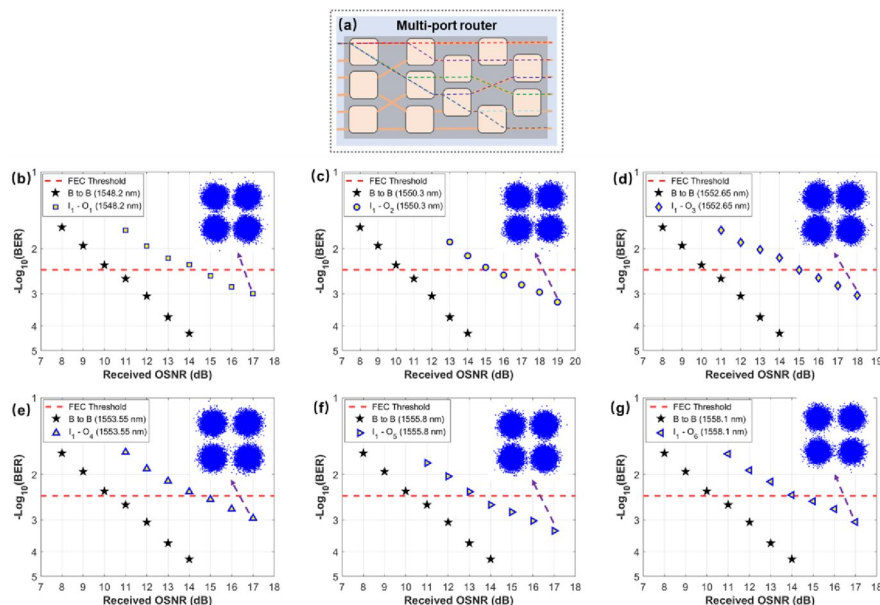 (a) Multi-port router
(b)
FEC Threshold
B to B (1548.2 nm)
I1 - O1 (1548.2 nm)
-Log10(BER)
1
2
3
4
5
7 8 9 10 11 12 13 14 15 16 17 18
Received OSNR (dB)
(c)
FEC Threshold
B to B (1550.3 nm)
I1 - O2 (1550.3 nm)
1
2
3
4
5
7 8 9 10 11 12 13 14 15 16 17 18 19 20
Received OSNR (dB)
(d)
FEC Threshold
B to B (1552.65 nm)
I1 - O3 (1552.65 nm)
1
2
3
4
5
7 8 9 10 11 12 13 14 15 16 17 18 19
Received OSNR (dB)
(e)
FEC Threshold
B to B (1553.55 nm)
I1 - O4 (1553.55 nm)
-Log10(BER)
1
2
3
4
5
7 8 9 10 11 12 13 14 15 16 17 18
Received OSNR (dB)
(f)
FEC Threshold
B to B (1555.8 nm)
I1 - O5 (1555.8 nm)
1
2
3
4
5
7 8 9 10 11 12 13 14 15 16 17 18
Received OSNR (dB)
(g)
FEC Threshold
B to B (1558.1 nm)
I1 - O6 (1558.1 nm)
1
2
3
4
5
7 8 9 10 11 12 13 14 15 16 17 18
Received OSNR (dB)